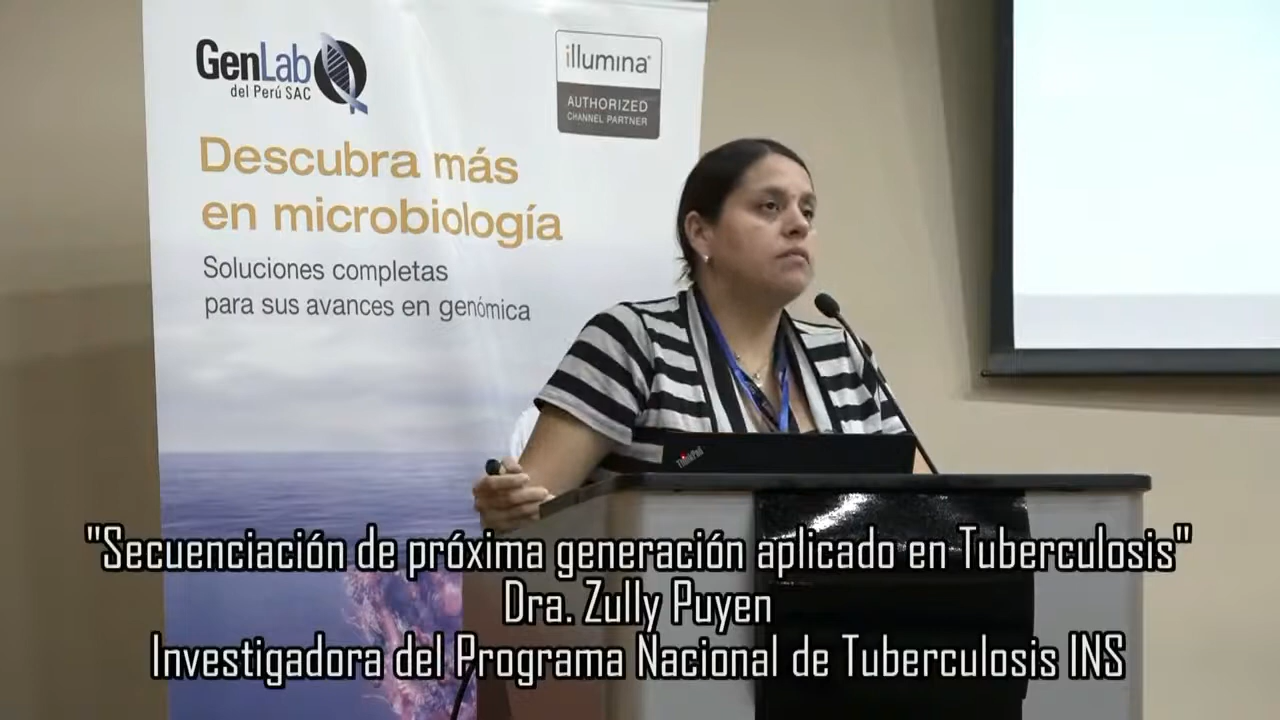 GenLab
del Perú SAC
illumina®
AUTHORIZED
CHANNEL PARTNER
Descubra más
en microbiología
Soluciones completas
para sus avances en genómica
ThinkPad
"Secuenciación de próxima generación aplicado en Tuberculosis"
Dra. Zully Puyen
Investigadora del Programa Nacional de Tuberculosis INS